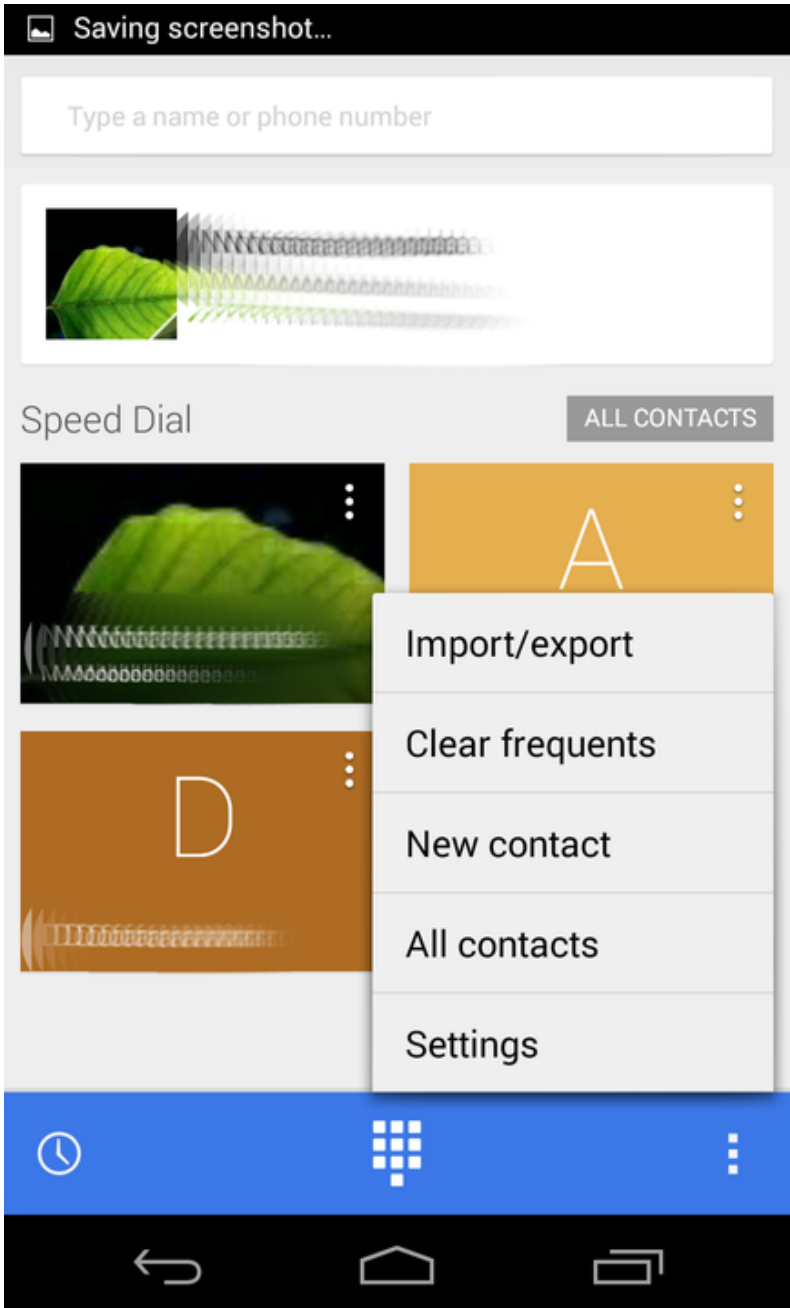 Saving screenshot...
Type a name or phone number
Speed Dial
ALL CONTACTS
A
D
Import/export
Clear frequents
New contact
All contacts
Settings